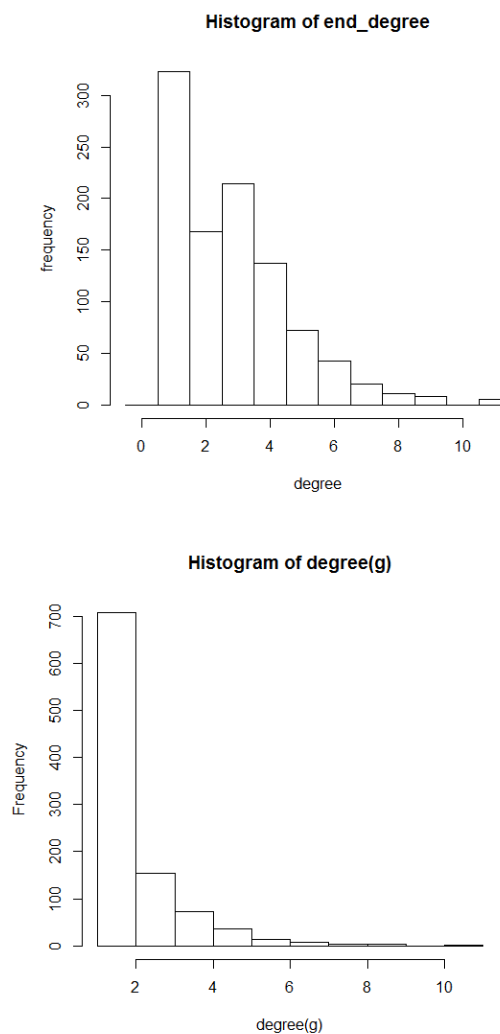 Histogram of end_degree
300
250
200
150
100
50
0
frequency
0 2 4 6 8 10
degree
Histogram of degree(g)
700
600
500
400
300
200
100
0
Frequency
2 4 6 8 10
degree(g)